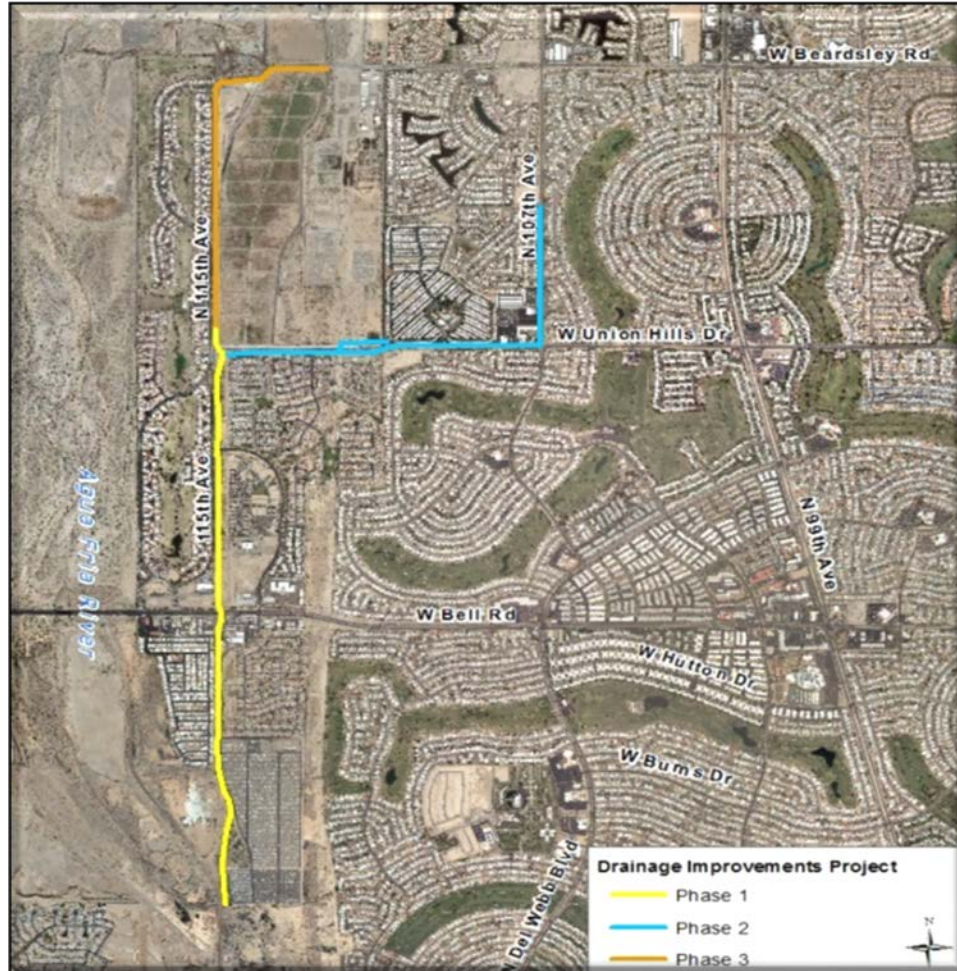 W Beardsley Rd
N 107th Ave
N 115th Ave
W Union Hills Dr
115th Ave
Agua Fria River
N 99th Ave
W Bell Rd
W Hutton Dr
W Burns Dr
N Del Webb Blvd
Drainage Improvements Project
Phase 1
Phase 2
Phase 3
N